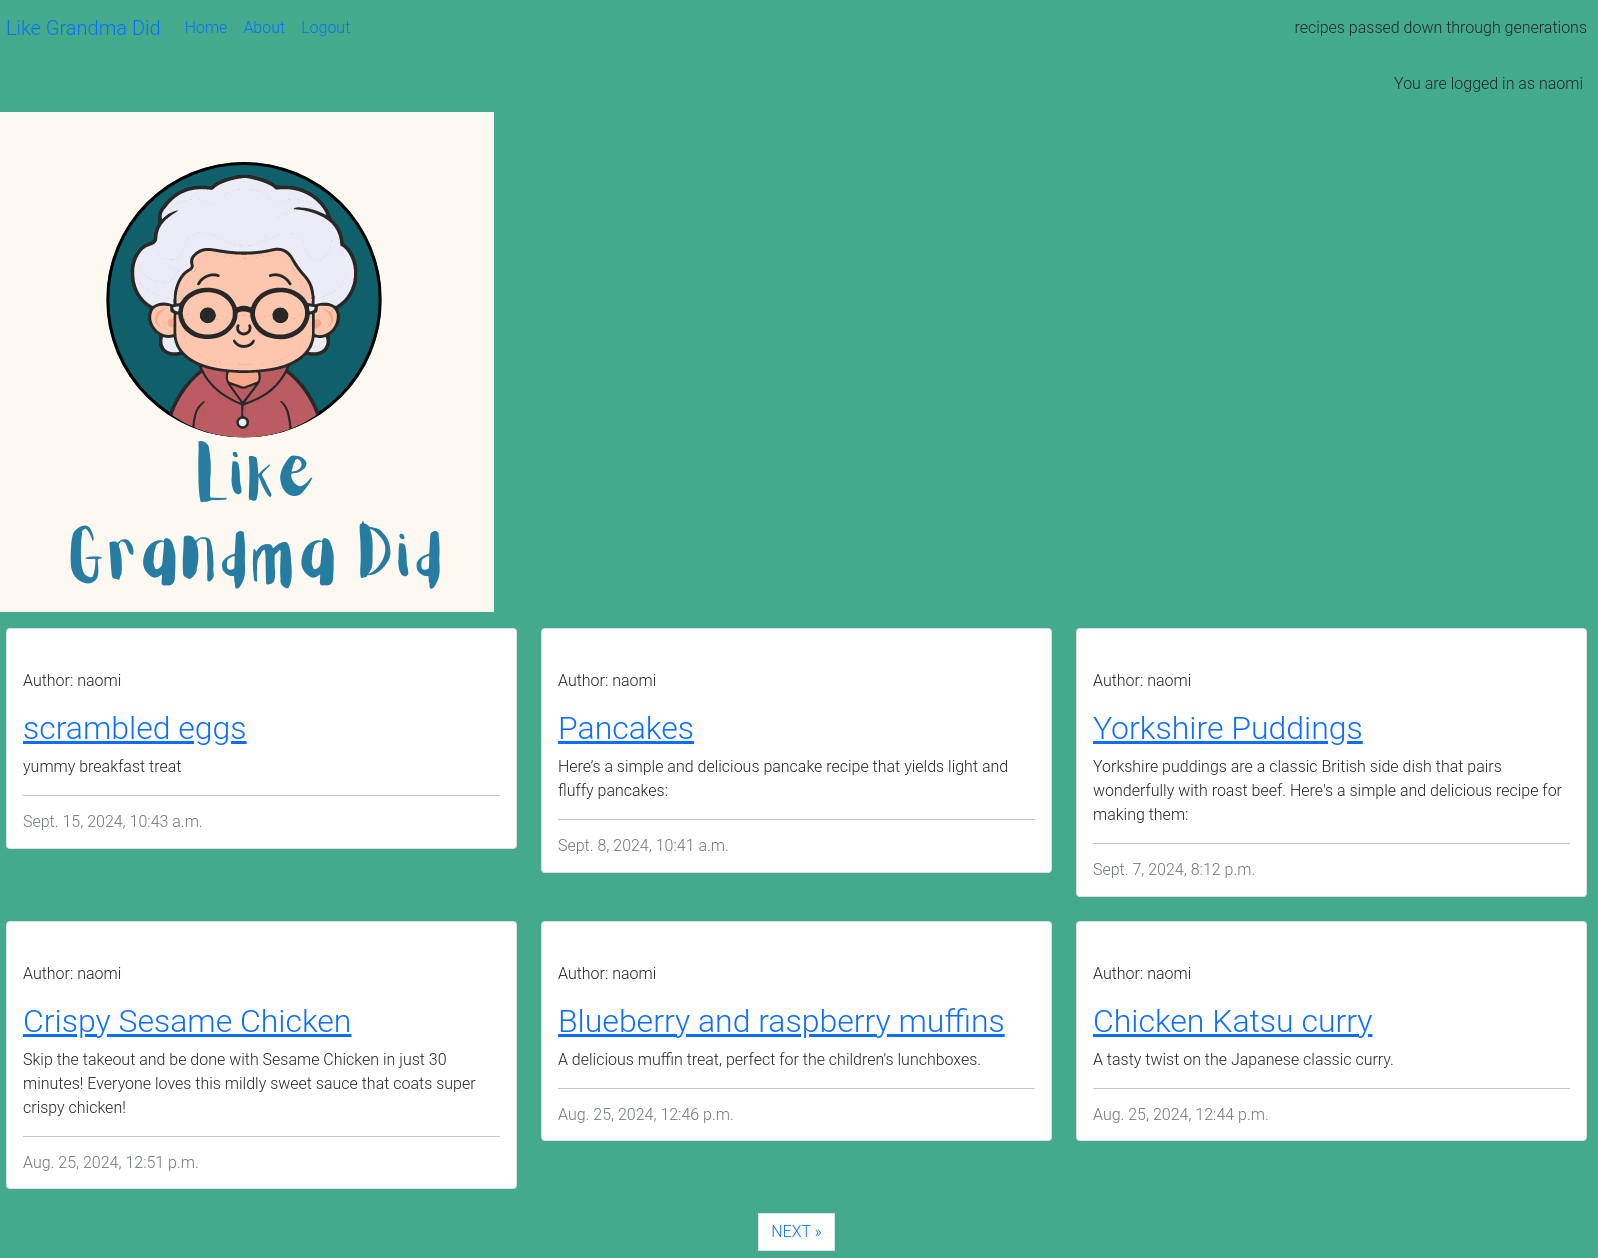 Like Grandma Did Home About Logout recipes passed down through generations
You are logged in as naomi
Like
Grandma Did
Author: naomi
scrambled eggs
yummy breakfast treat
Sept. 15, 2024, 10:43 a.m.
Author: naomi
Pancakes
Here’s a simple and delicious pancake recipe that yields light and
fluffy pancakes:
Sept. 8, 2024, 10:41 a.m.
Author: naomi
Yorkshire Puddings
Yorkshire puddings are a classic British side dish that pairs
wonderfully with roast beef. Here's a simple and delicious recipe for
making them:
Sept. 7, 2024, 8:12 p.m.
Author: naomi
Crispy Sesame Chicken
Skip the takeout and be done with Sesame Chicken in just 30
minutes! Everyone loves this mildly sweet sauce that coats super
crispy chicken!
Aug. 25, 2024, 12:51 p.m.
Author: naomi
Blueberry and raspberry muffins
A delicious muffin treat, perfect for the children's lunchboxes.
Aug. 25, 2024, 12:46 p.m.
Author: naomi
Chicken Katsu curry
A tasty twist on the Japanese classic curry.
Aug. 25, 2024, 12:44 p.m.
NEXT »